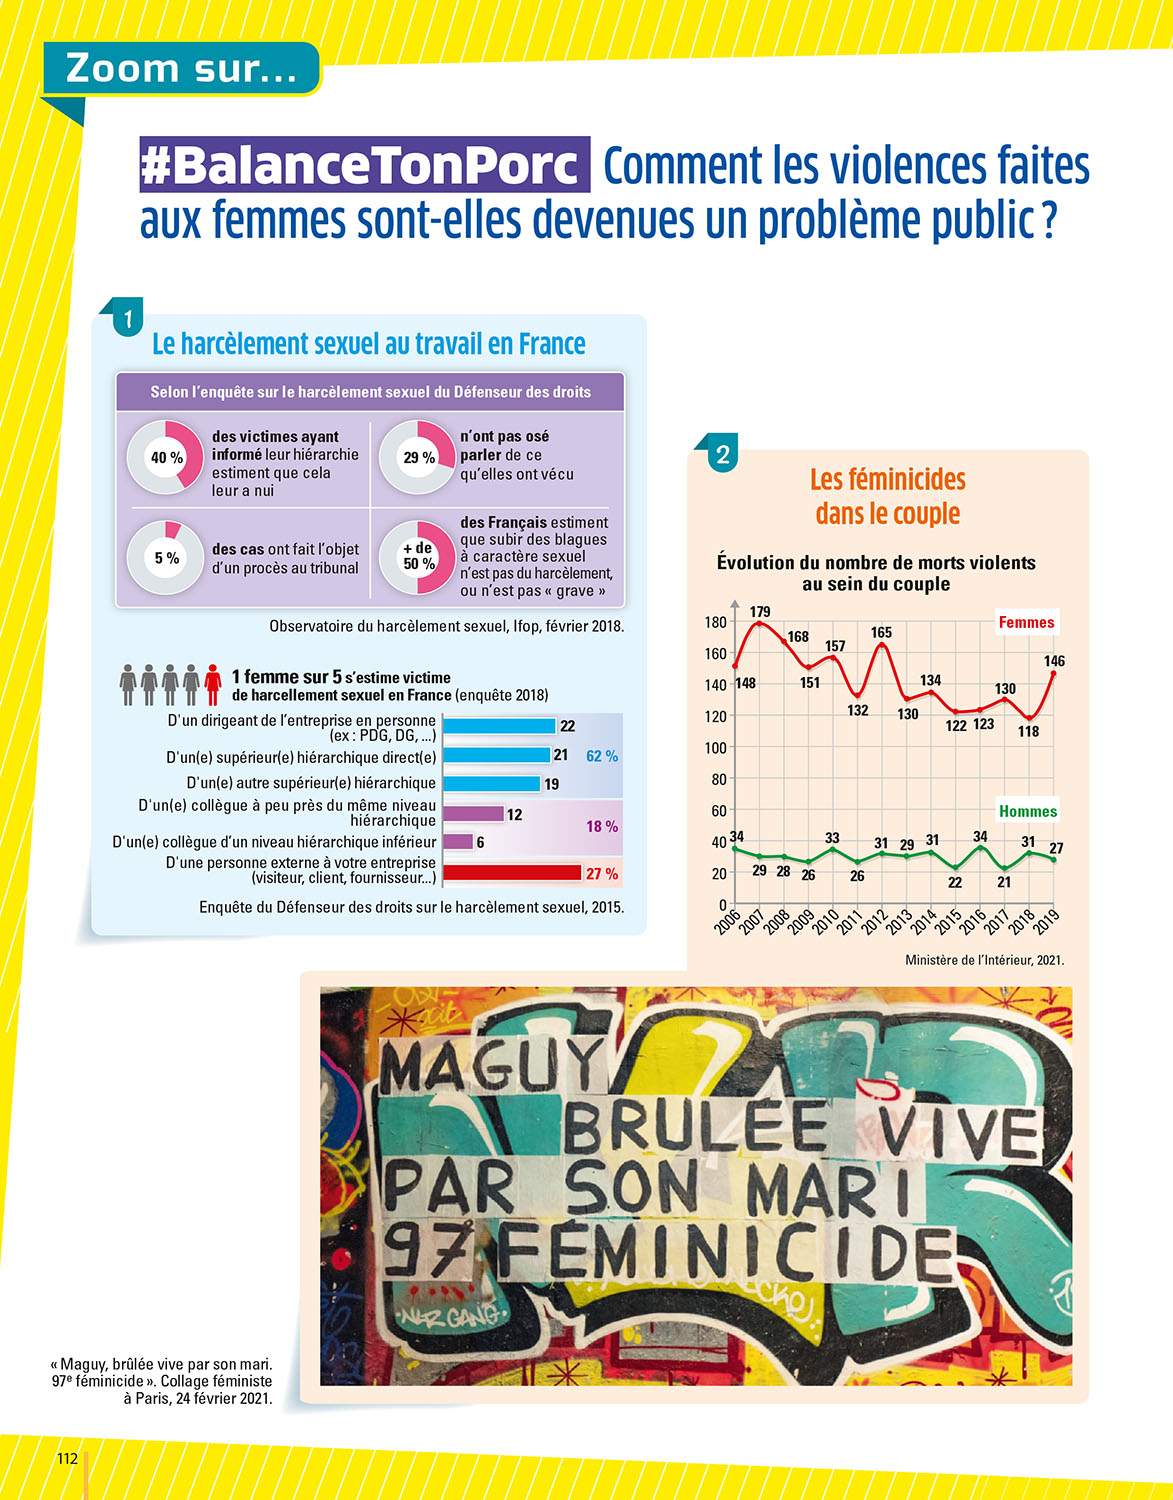 Zoom sur...
#BalanceTonPorc Comment les violences faites
aux femmes sont-elles devenues un problème public ?
1
Le harcèlement sexuel au travail en France
Selon l'enquête sur le harcèlement sexuel du Défenseur des droits
40 %
des victimes ayant
informé leur hiérarchie
estiment que cela
leur a nui
29 %
n'ont pas osé
parler de ce
qu'elles ont vécu
5 %
des cas ont fait l'objet
d'un procès au tribunal
+ de
50 %
des Français estiment
que subir des blagues
à caractère sexuel
n'est pas du harcèlement,
ou n'est pas « grave »
Observatoire du harcèlement sexuel, Ifop, février 2018.
1 femme sur 5 s'estime victime
de harcellement sexuel en France (enquête 2018)
D'un dirigeant de l'entreprise en personne
(ex : PDG, DG, ...)
22
D'un(e) supérieur(e) hiérarchique direct(e)
21
62 %
D'un(e) autre supérieur(e) hiérarchique
19
D'un(e) collègue à peu près du même niveau
hiérarchique
12
18 %
D'un(e) collègue d'un niveau hiérarchique inférieur
6
D'une personne externe à votre entreprise
(visiteur, client, fournisseur...)
27 %
Enquête du Défenseur des droits sur le harcèlement sexuel, 2015.
2
Les féminicides
dans le couple
Évolution du nombre de morts violents
au sein du couple
180
160
140
120
100
80
60
40
20
0
Femmes
148
179
168
151
157
132
165
130
134
122
123
130
118
146
Hommes
34
29
28
26
33
26
31
29
31
22
34
21
31
27
2006
2007
2008
2009
2010
2011
2012
2013
2014
2015
2016
2017
2018
2019
Ministère de l'Intérieur, 2021.
MAGUY
BRULÉE VIVE
PAR SON MARI
97e FÉMINICIDE
« Maguy, brûlée vive par son mari.
97e féminicide ». Collage féministe
à Paris, 24 février 2021.
112